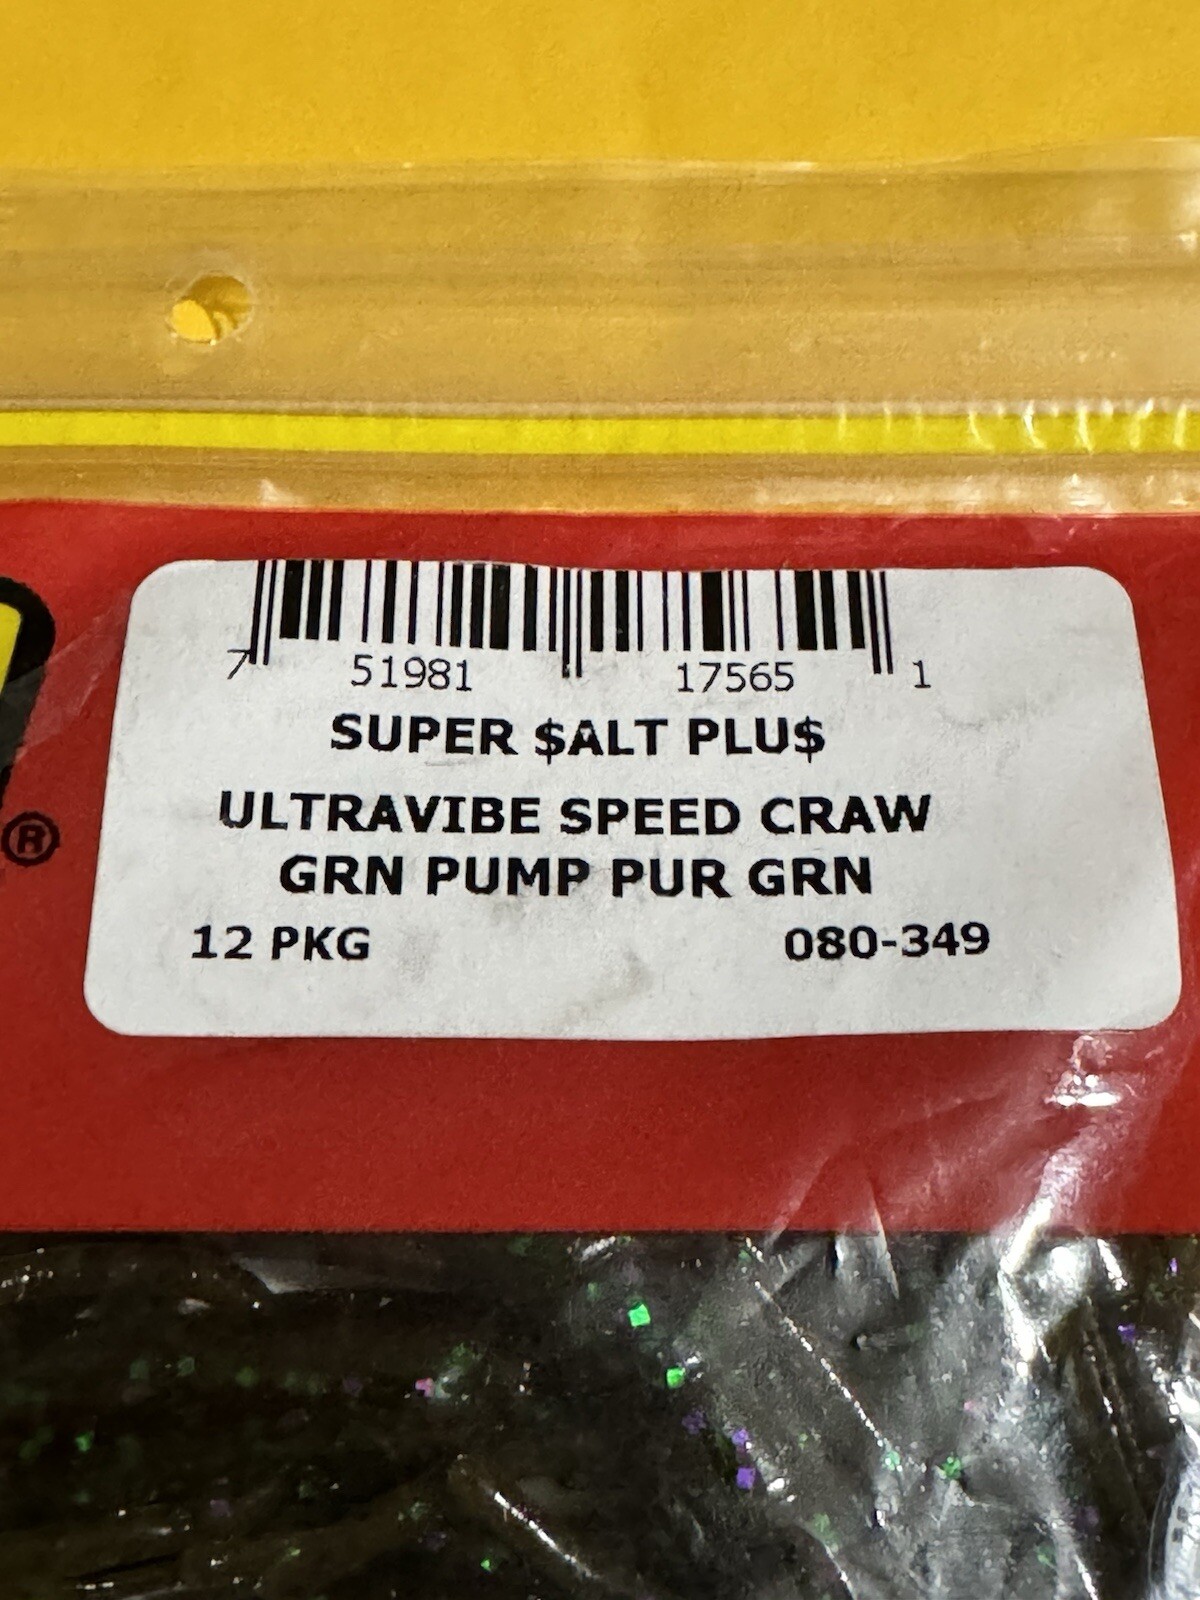 7 51981 17565 1
SUPER $ALT PLU$
ULTRAVIBE SPEED CRAW
GRN PUMP PUR GRN
12 PKG 080-349
®